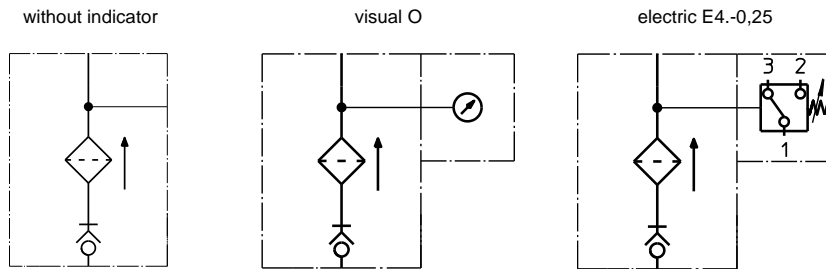 without indicator
visual O
electric E4.-0,25
3 2
1